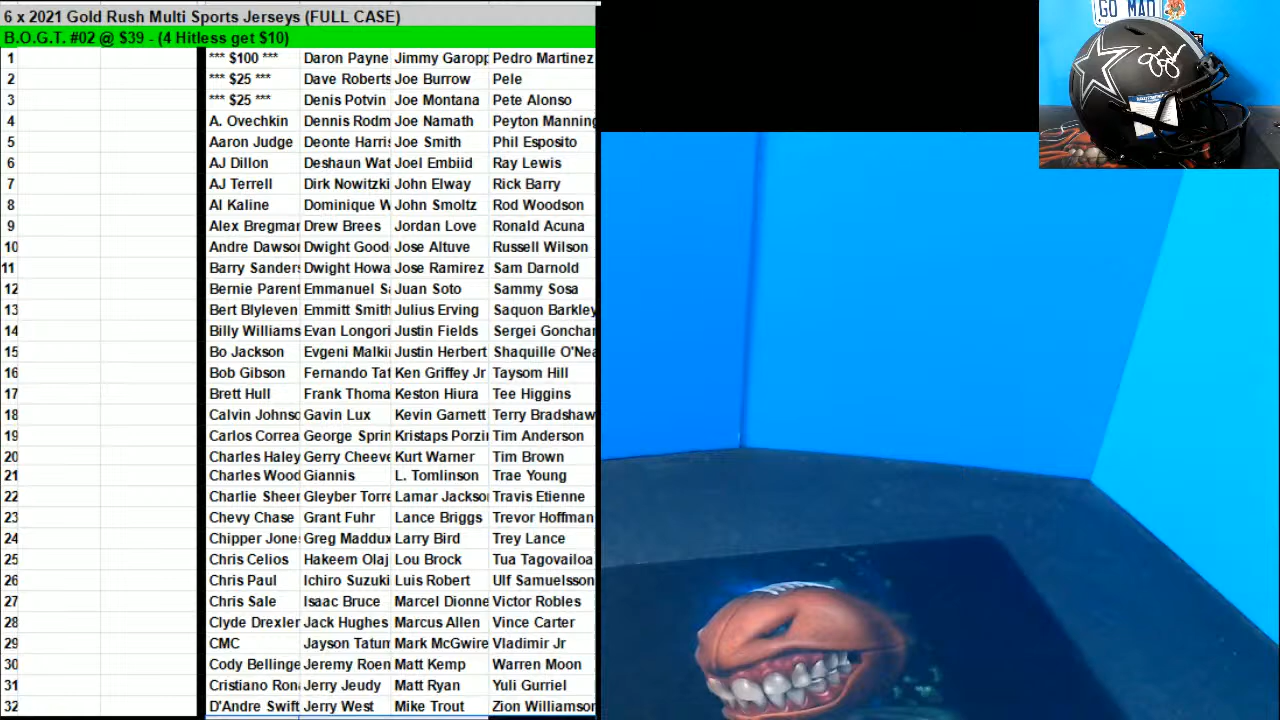 6 x 2021 Gold Rush Multi Sports Jerseys (FULL CASE)
B.O.G.T. #02 @ $39 - (4 Hitless get $10)
1 *** $100 *** Daron Payne Jimmy Garopp Pedro Martinez
2 *** $25 *** Dave Roberts Joe Burrow Pele
3 *** $25 *** Denis Potvin Joe Montana Pete Alonso
4 A. Ovechkin Dennis Rodm Joe Namath Peyton Manning
5 Aaron Judge Deonte Harris Joe Smith Phil Esposito
6 AJ Dillon Deshaun Wat Joel Embiid Ray Lewis
7 AJ Terrell Dirk Nowitzki John Elway Rick Barry
8 Al Kaline Dominique W John Smoltz Rod Woodson
9 Alex Bregmar Drew Brees Jordan Love Ronald Acuna
10 Andre Dawsor Dwight Good Jose Altuve Russell Wilson
11 Barry Sanders Dwight Howa Jose Ramirez Sam Darnold
12 Bernie Parent Emmanuel Sa Juan Soto Sammy Sosa
13 Bert Blyleven Emmitt Smith Julius Erving Saquon Barkley
14 Billy Williams Evan Longori Justin Fields Sergei Gonchar
15 Bo Jackson Evgeni Malkin Justin Herbert Shaquille O'Nea
16 Bob Gibson Fernando Tat Ken Griffey Jr Taysom Hill
17 Brett Hull Frank Thoma Keston Hiura Tee Higgins
18 Calvin Johnso Gavin Lux Kevin Garnett Terry Bradshaw
19 Carlos Correa George Sprin Kristaps Porzi Tim Anderson
20 Charles Haley Gerry Cheeve Kurt Warner Tim Brown
21 Charles Wood Giannis L. Tomlinson Trae Young
22 Charlie Sheer Gleyber Torre Lamar Jackso Travis Etienne
23 Chevy Chase Grant Fuhr Lance Briggs Trevor Hoffman
24 Chipper Jone Greg Maddux Larry Bird Trey Lance
25 Chris Celios Hakeem Olaj Lou Brock Tua Tagovailoa
26 Chris Paul Ichiro Suzuki Luis Robert Ulf Samuelsson
27 Chris Sale Isaac Bruce Marcel Dionne Victor Robles
28 Clyde Drexler Jack Hughes Marcus Allen Vince Carter
29 CMC Jayson Tatum Mark McGwire Vladimir Jr
30 Cody Bellinge Jeremy Roen Matt Kemp Warren Moon
31 Cristiano Rona Jerry Jeudy Matt Ryan Yuli Gurriel
32 D'Andre Swift Jerry West Mike Trout Zion Williamson
GO MAD